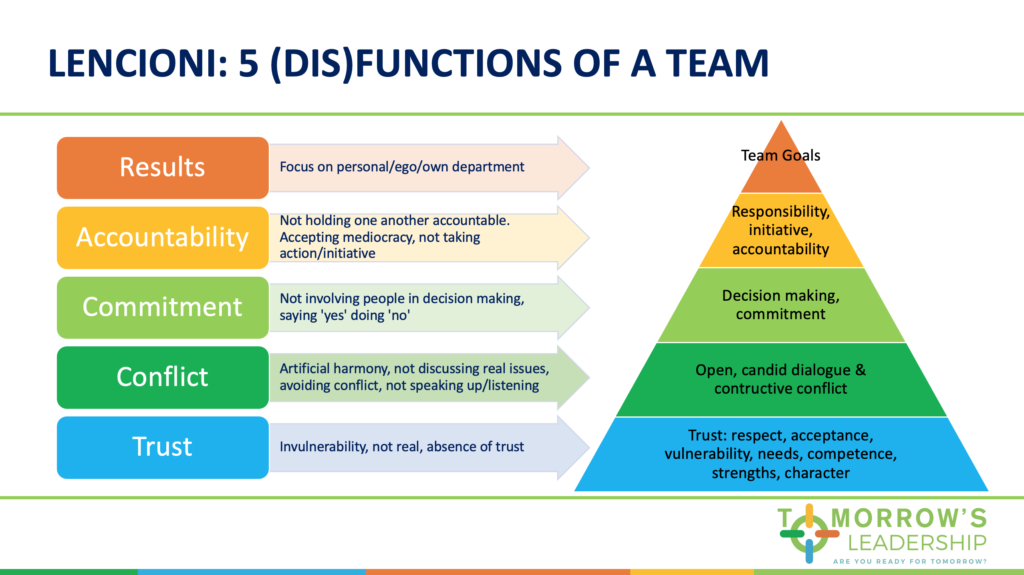 LENCIONI: 5 (DIS)FUNCTIONS OF A TEAM
Results
Focus on personal/ego/own department
Accountability
Not holding one another accountable.
Accepting mediocracy, not taking
action/initiative
Commitment
Not involving people in decision making,
saying 'yes' doing 'no'
Conflict
Artificial harmony, not discussing real issues,
avoiding conflict, not speaking up/listening
Trust
Invulnerability, not real, absence of trust
Team Goals
Responsibility,
initiative,
accountability
Decision making,
commitment
Open, candid dialogue &
contructive conflict
Trust: respect, acceptance,
vulnerability, needs, competence,
strengths, character
TOMORROW'S
LEADERSHIP
ARE YOU READY FOR TOMORROW?